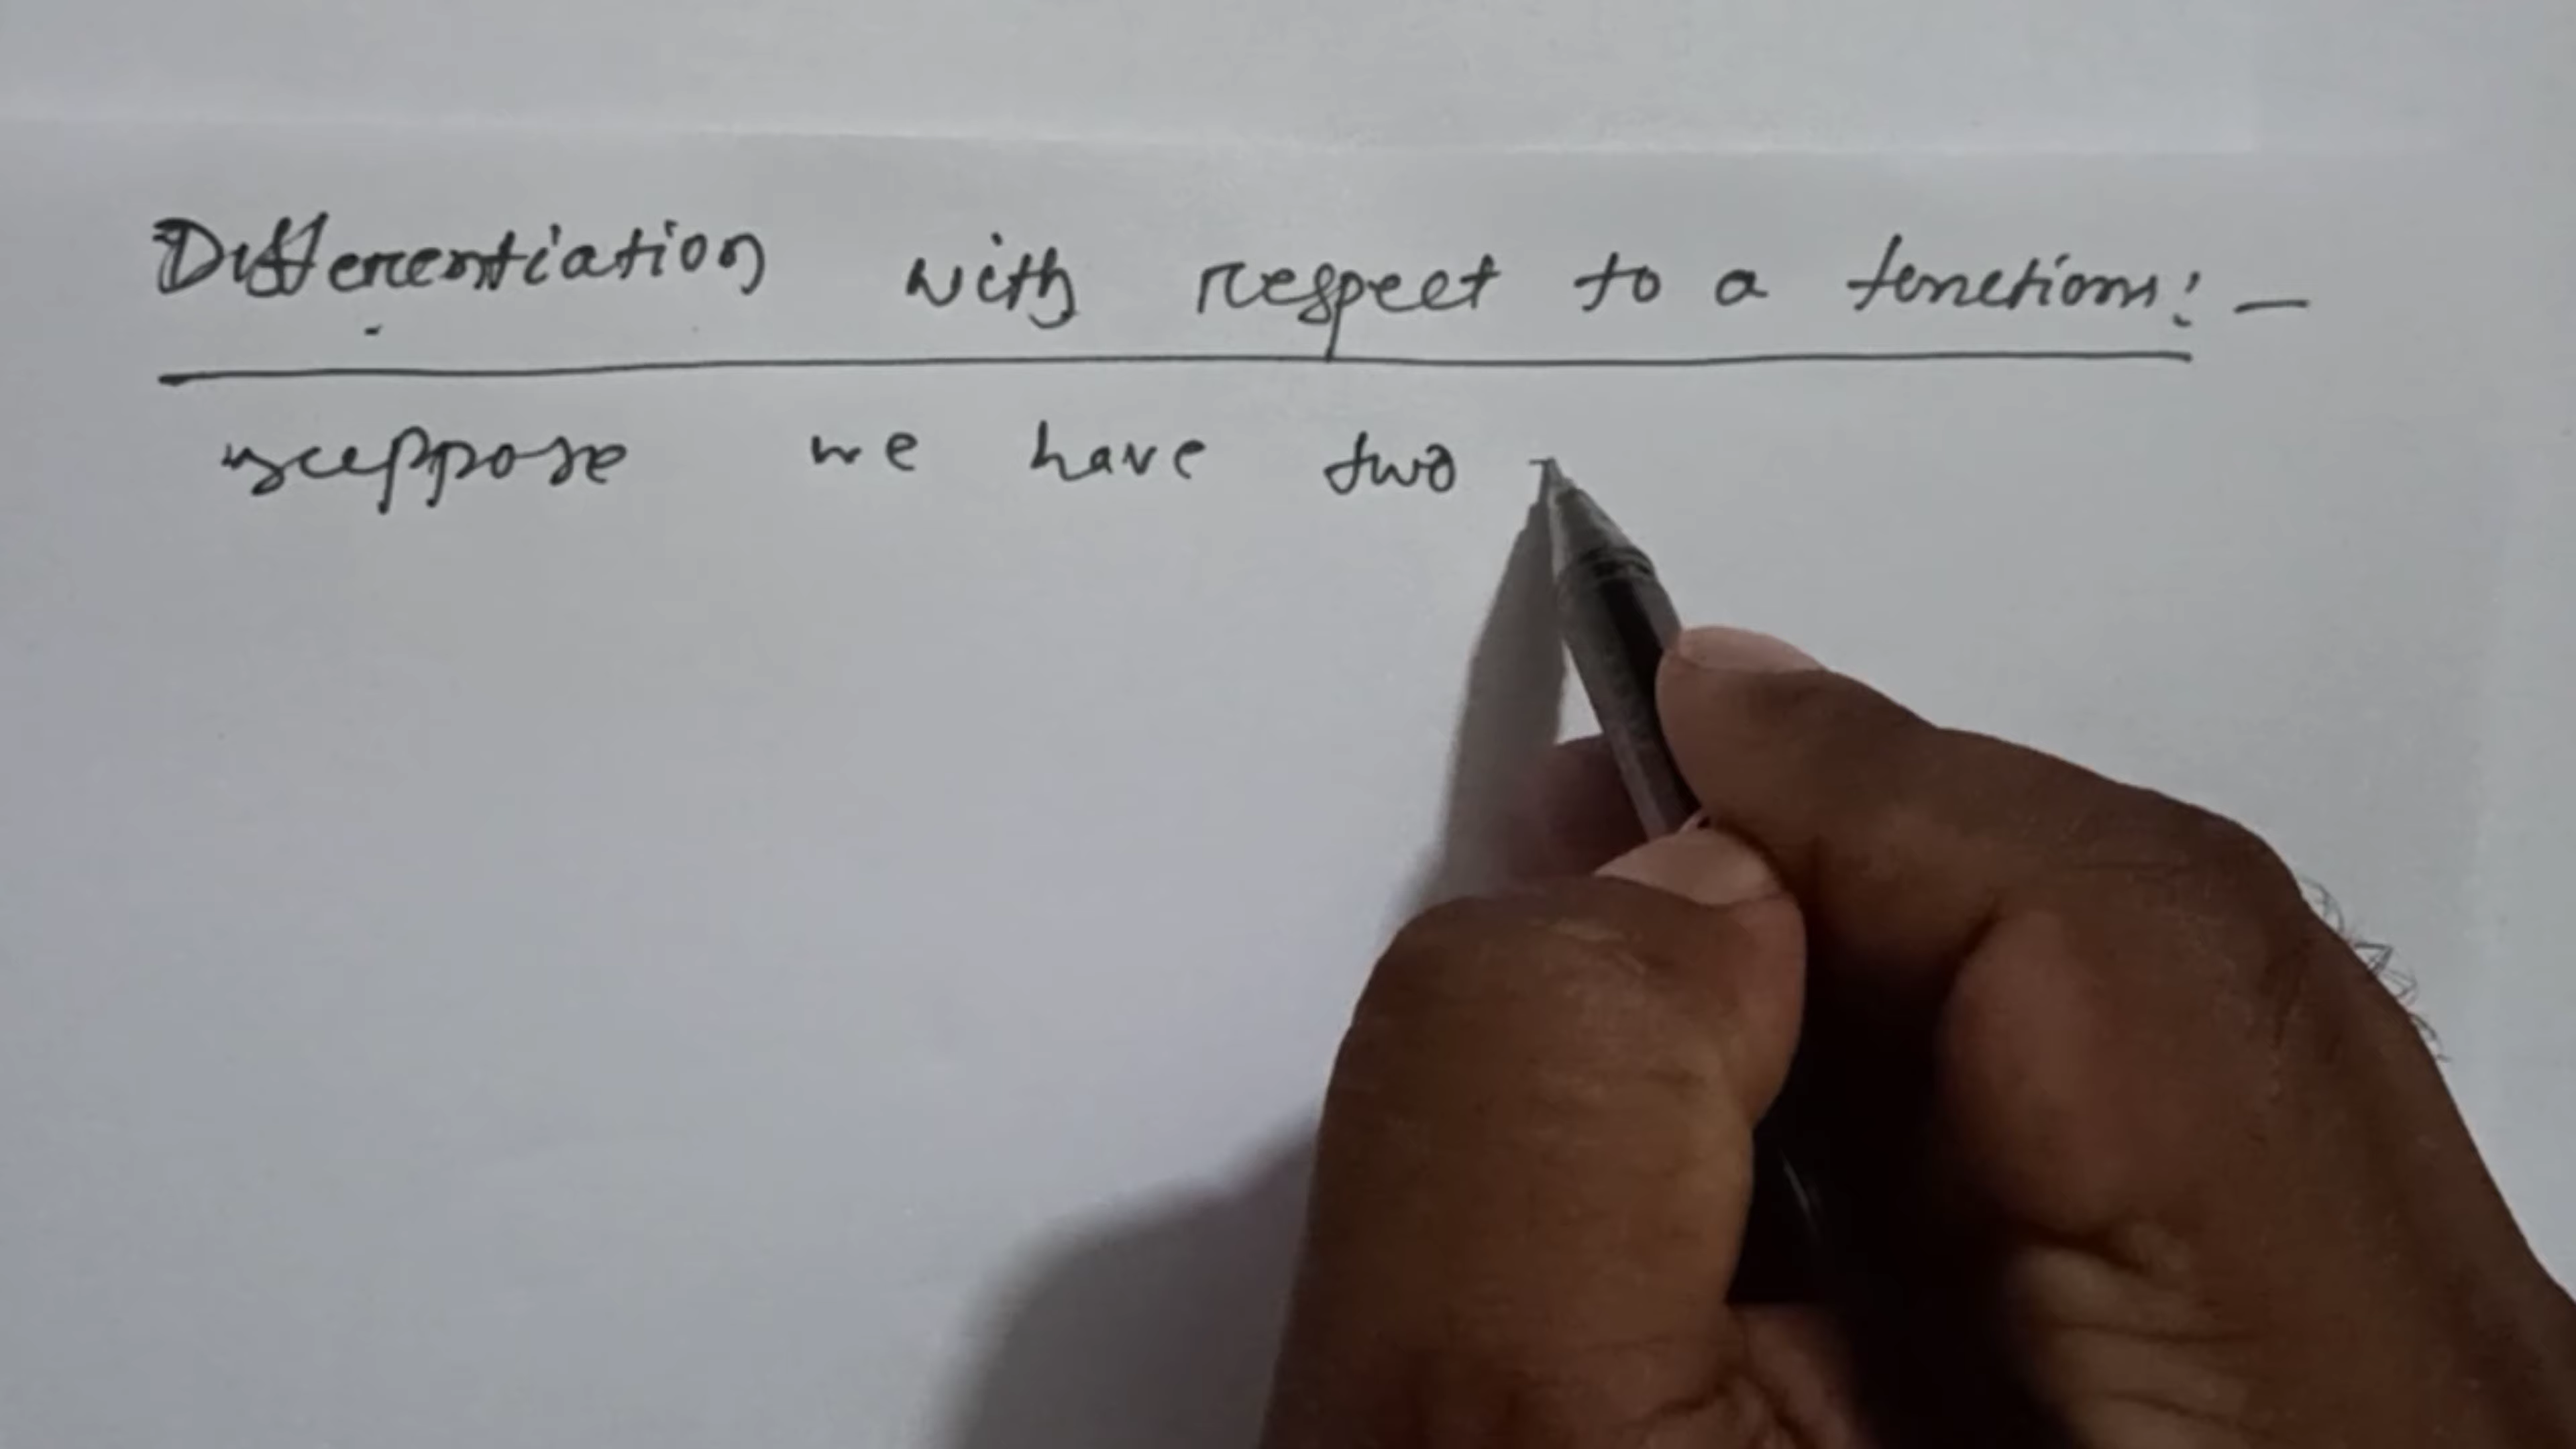 Differentiation with respect to a functions: —
suppose we have two